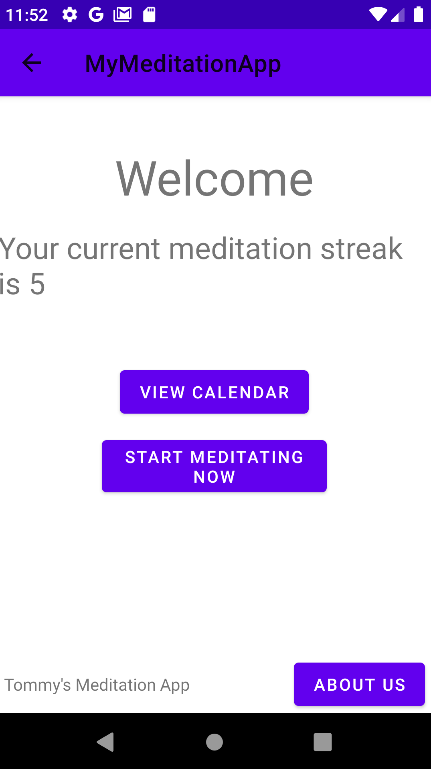 11:52
MyMeditationApp
Welcome
Your current meditation streak
is 5
VIEW CALENDAR
START MEDITATING
NOW
Tommy's Meditation App
ABOUT US